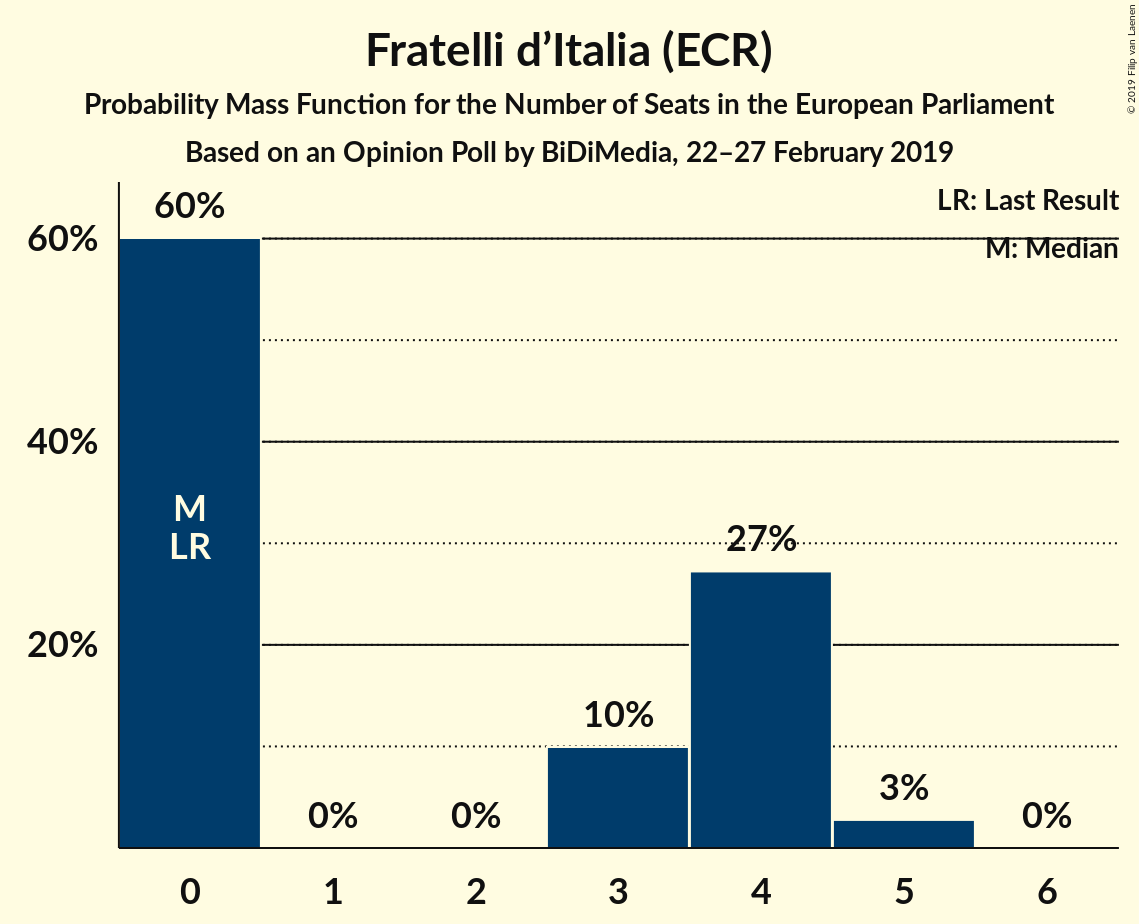 Fratelli d’Italia (ECR)
Probability Mass Function for the Number of Seats in the European Parliament
Based on an Opinion Poll by BiDiMedia, 22–27 February 2019
© 2019 Filip van Laenen
LR: Last Result
M: Median
60%
40%
20%
60%
M
LR
0%
0%
10%
27%
3%
0%
0
1
2
3
4
5
6